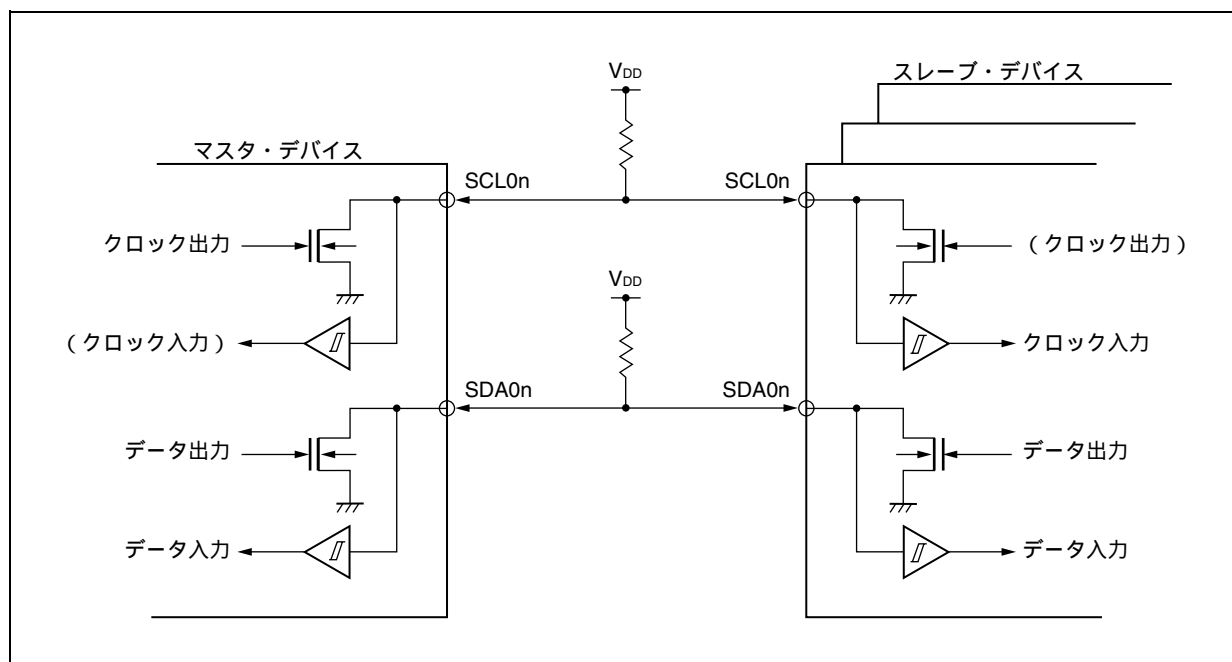 スレーブ・デバイス
VDD
マスタ・デバイス
SCL0n
SCL0n
クロック出力
(クロック出力)
VDD
(クロック入力)
クロック入力
SDA0n
SDA0n
データ出力
データ出力
データ入力
データ入力